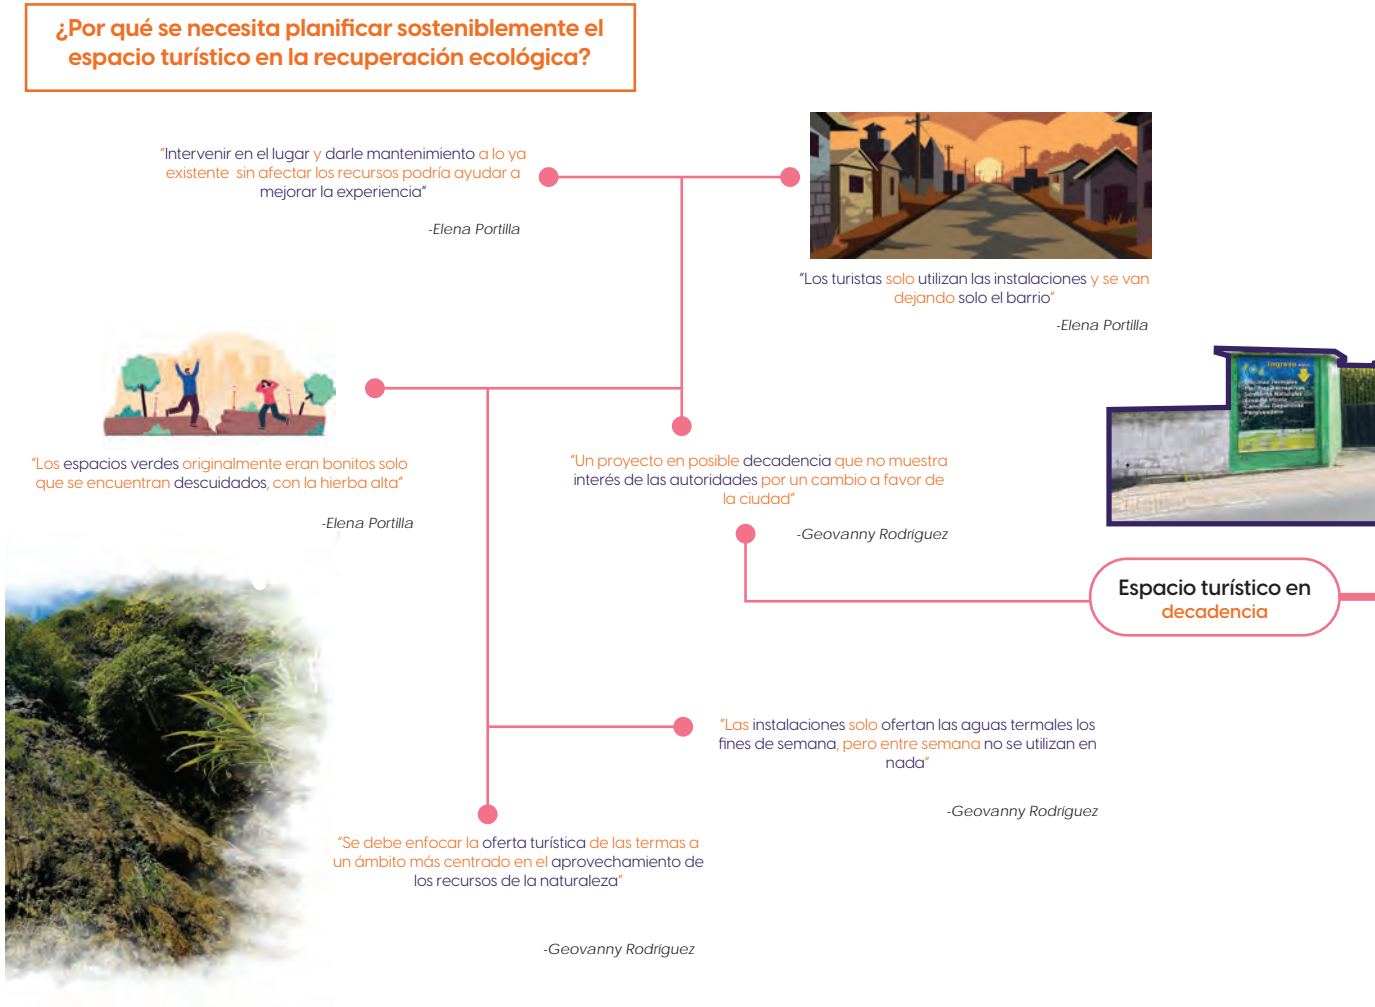 ¿Por qué se necesita planificar sosteniblemente el
espacio turístico en la recuperación ecológica?
“Intervenir en el lugar y darle mantenimiento a lo ya
existente sin afectar los recursos podría ayudar a
mejorar la experiencia”
-Elena Portilla
“Los turistas solo utilizan las instalaciones y se van
dejando solo el barrio”
-Elena Portilla
“Los espacios verdes originalmente eran bonitos solo
que se encuentran descuidados, con la hierba alta”
-Elena Portilla
“Un proyecto en posible decadencia que no muestra
interés de las autoridades por un cambio a favor de
la ciudad”
-Geovanny Rodríguez
Ingreso
Piscinas Termales
Canchas Deportivas
Espacio turístico en
decadencia
“Las instalaciones solo ofertan las aguas termales los
fines de semana, pero entre semana no se utilizan en
nada”
-Geovanny Rodríguez
“Se debe enfocar la oferta turística de las termas a
un ámbito más centrado en el aprovechamiento de
los recursos de la naturaleza”
-Geovanny Rodríguez